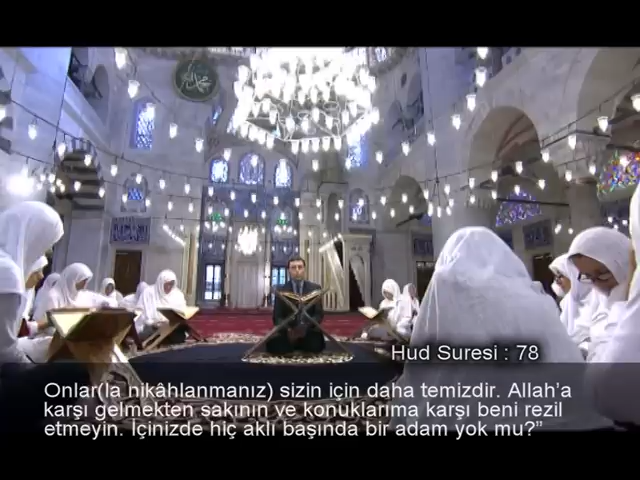 Hud Suresi : 78
Onlar(la nikâhlanmanız) sizin için daha temizdir. Allah'a
karşı gelmekten sakının ve konuklarıma karşı beni rezil
etmeyin. İçinizde hiç aklı başında bir adam yok mu?"